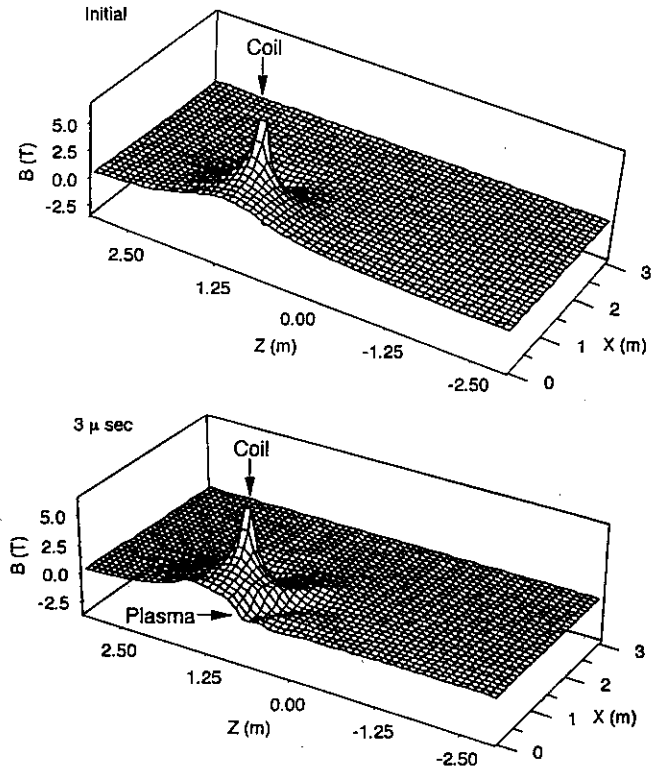 Initial
Coil
5.0
2.5
0.0
-2.5
B (T)
2.50
1.25
0.00
-1.25
-2.50
Z (m)
0
1
2
3
X (m)
3 μ sec
Coil
5.0
2.5
0.0
-2.5
B (T)
Plasma
2.50
1.25
0.00
-1.25
-2.50
Z (m)
0
1
2
3
X (m)